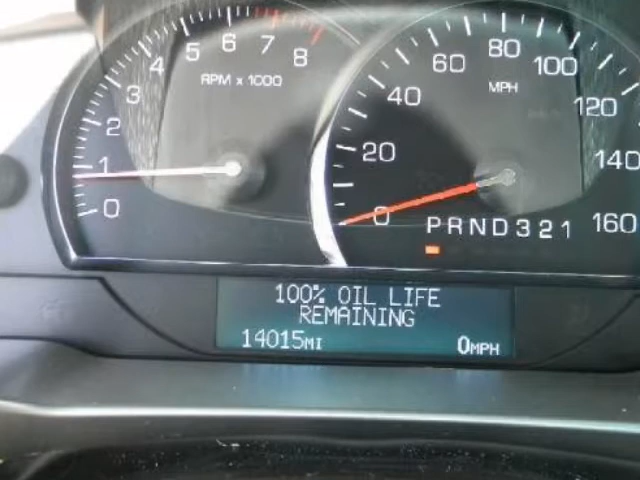 0 1 2 3 4 5 6 7 8
RPM x 1000
0 20 40 60 80 100 120 140 160
MPH
PRND321
100% OIL LIFE
REMAINING
14015MI 0MPH